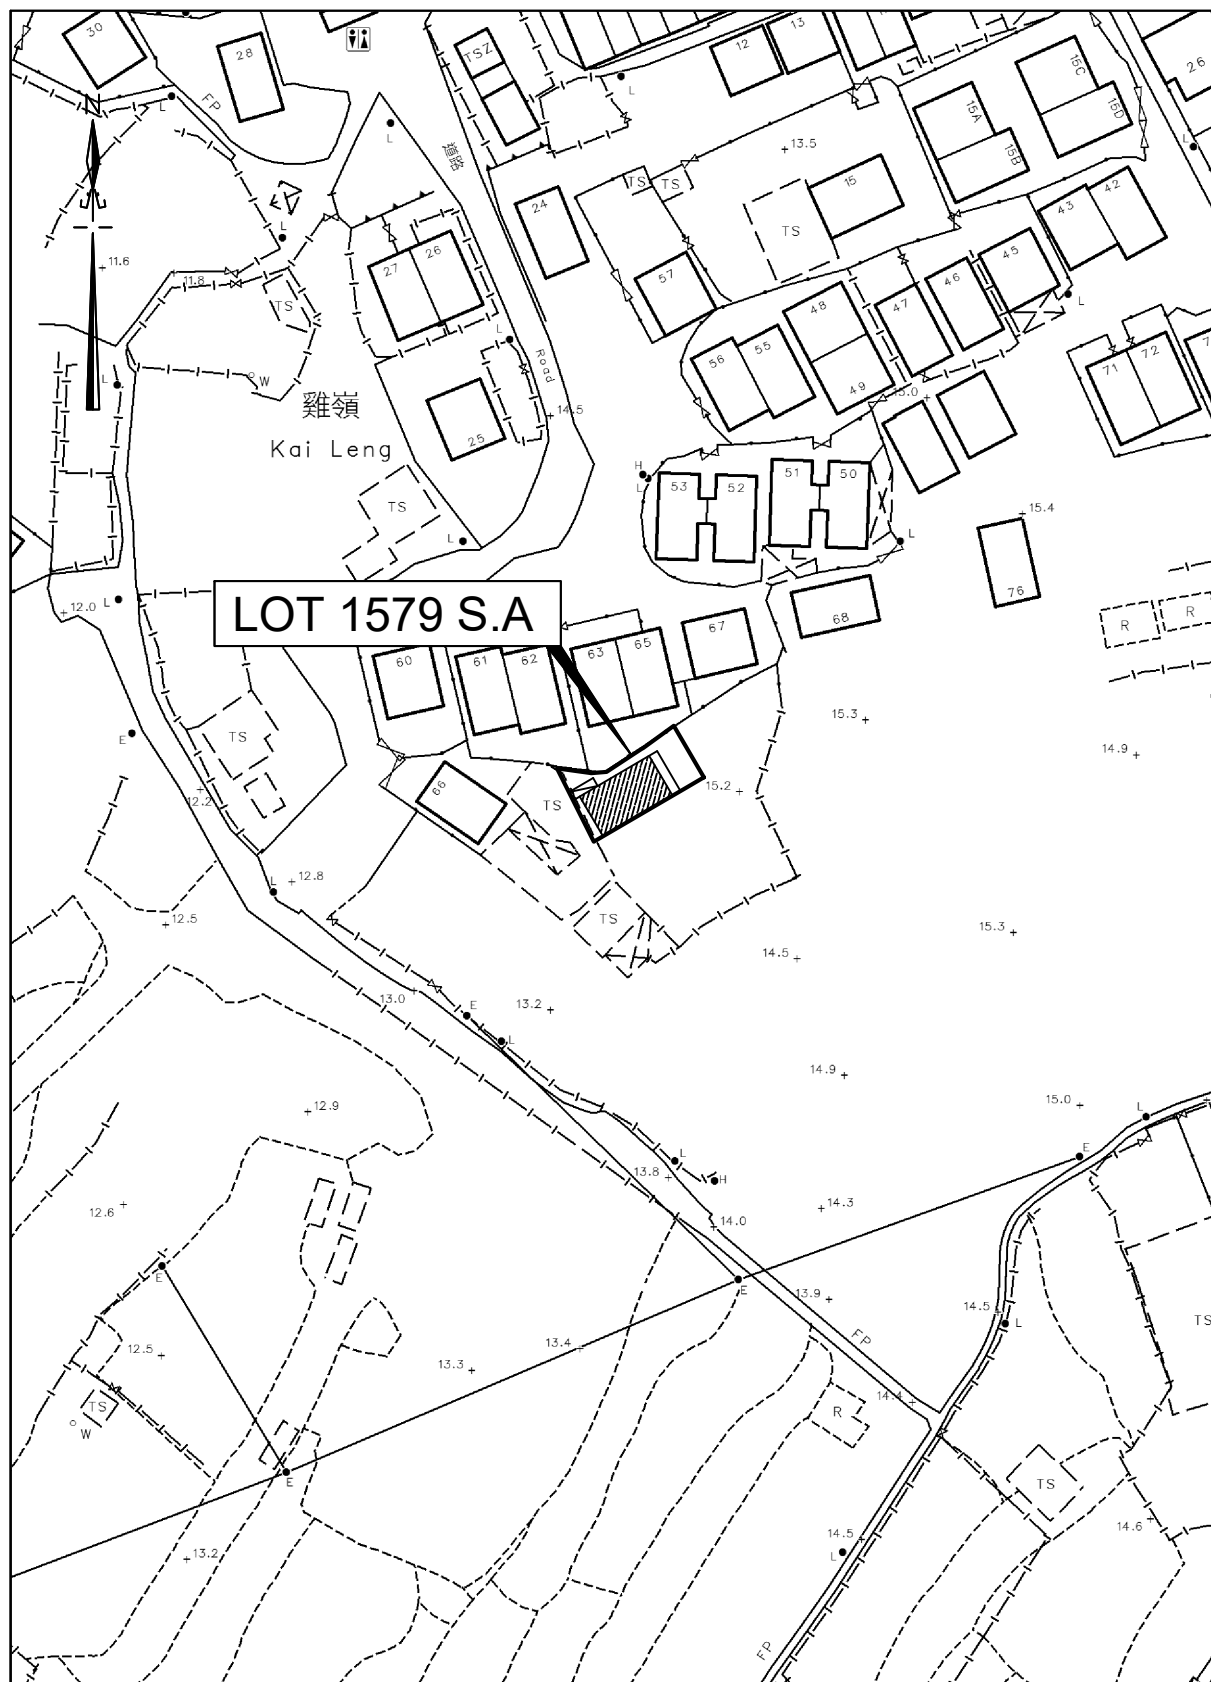 30
28
FP
L
N
TSZ
道路
L
12
13
26
15C
15D
15A
15B
13.5
15
TS
TS
TS
24
L
27
26
11.6
11.8
TS
57
43
42
45
46
47
48
49
55
56
L
71
72
W
L
雞嶺
Kai Leng
25
Road
14.5
15.0
H
L
53
52
51
50
15.4
76
TS
L
L
12.0
L
LOT 1579 S.A
R
R
68
67
60
61
62
63
65
15.3
14.9
E
TS
12.2
66
TS
15.2
L
12.8
12.5
TS
14.5
15.3
13.0
E
13.2
L
14.9
12.9
15.0
L
E
L
13.8
H
12.6
14.0
14.3
E
E
13.9
14.5
L
TS
FP
12.5
13.3
13.4
TS
W
R
14.4
E
TS
13.2
14.5
L
14.6
FP